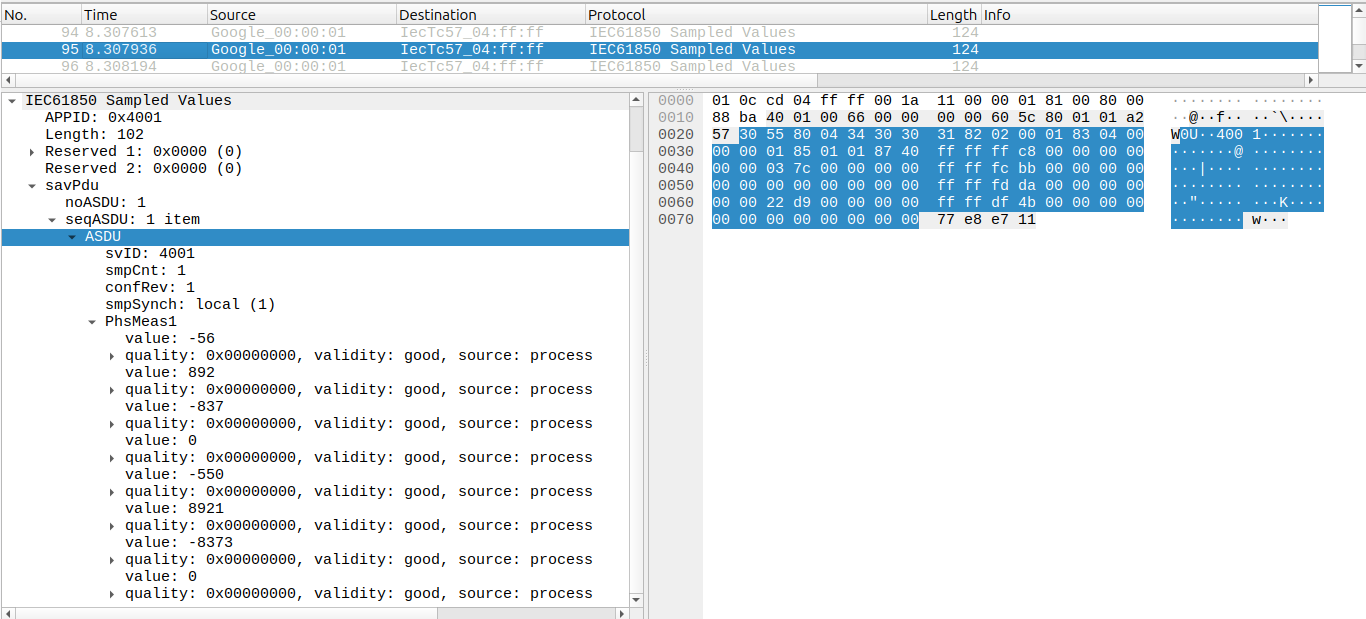 No. Time Source Destination Protocol Length Info
94 8.307613 Google_00:00:01 IecTc57_04:ff:ff IEC61850 Sampled Values 124
95 8.307936 Google_00:00:01 IecTc57_04:ff:ff IEC61850 Sampled Values 124
96 8.308194 Google_00:00:01 IecTc57_04:ff:ff IEC61850 Sampled Values 124
IEC61850 Sampled Values
APPID: 0x4001
Length: 102
Reserved 1: 0x0000 (0)
Reserved 2: 0x0000 (0)
savPdu
noASDU: 1
seqASDU: 1 item
ASDU
svID: 4001
smpCnt: 1
confRev: 1
smpSynch: local (1)
PhsMeas1
value: -56
quality: 0x00000000, validity: good, source: process
value: 892
quality: 0x00000000, validity: good, source: process
value: -837
quality: 0x00000000, validity: good, source: process
value: 0
quality: 0x00000000, validity: good, source: process
value: -550
quality: 0x00000000, validity: good, source: process
value: 8921
quality: 0x00000000, validity: good, source: process
value: -8373
quality: 0x00000000, validity: good, source: process
value: 0
quality: 0x00000000, validity: good, source: process
0000 01 0c cd 04 ff ff 00 1a 11 00 00 01 81 00 80 00 ········ ········
0010 88 ba 40 01 00 66 00 00 00 00 60 5c 80 01 01 a2 ··@··f·· ··`\····
0020 57 30 55 80 04 34 30 30 31 82 02 00 01 83 04 00 W0U··400 1·······
0030 00 00 01 85 01 01 87 40 ff ff ff c8 00 00 00 00 ·······@ ········
0040 00 00 03 7c 00 00 00 00 ff ff fc bb 00 00 00 00 ···|···· ········
0050 00 00 00 00 00 00 00 00 ff ff fd da 00 00 00 00 ········ ········
0060 00 00 22 d9 00 00 00 00 ff ff df 4b 00 00 00 00 ··"····· ···K····
0070 00 00 00 00 00 00 00 00 77 e8 e7 11 ········ w···